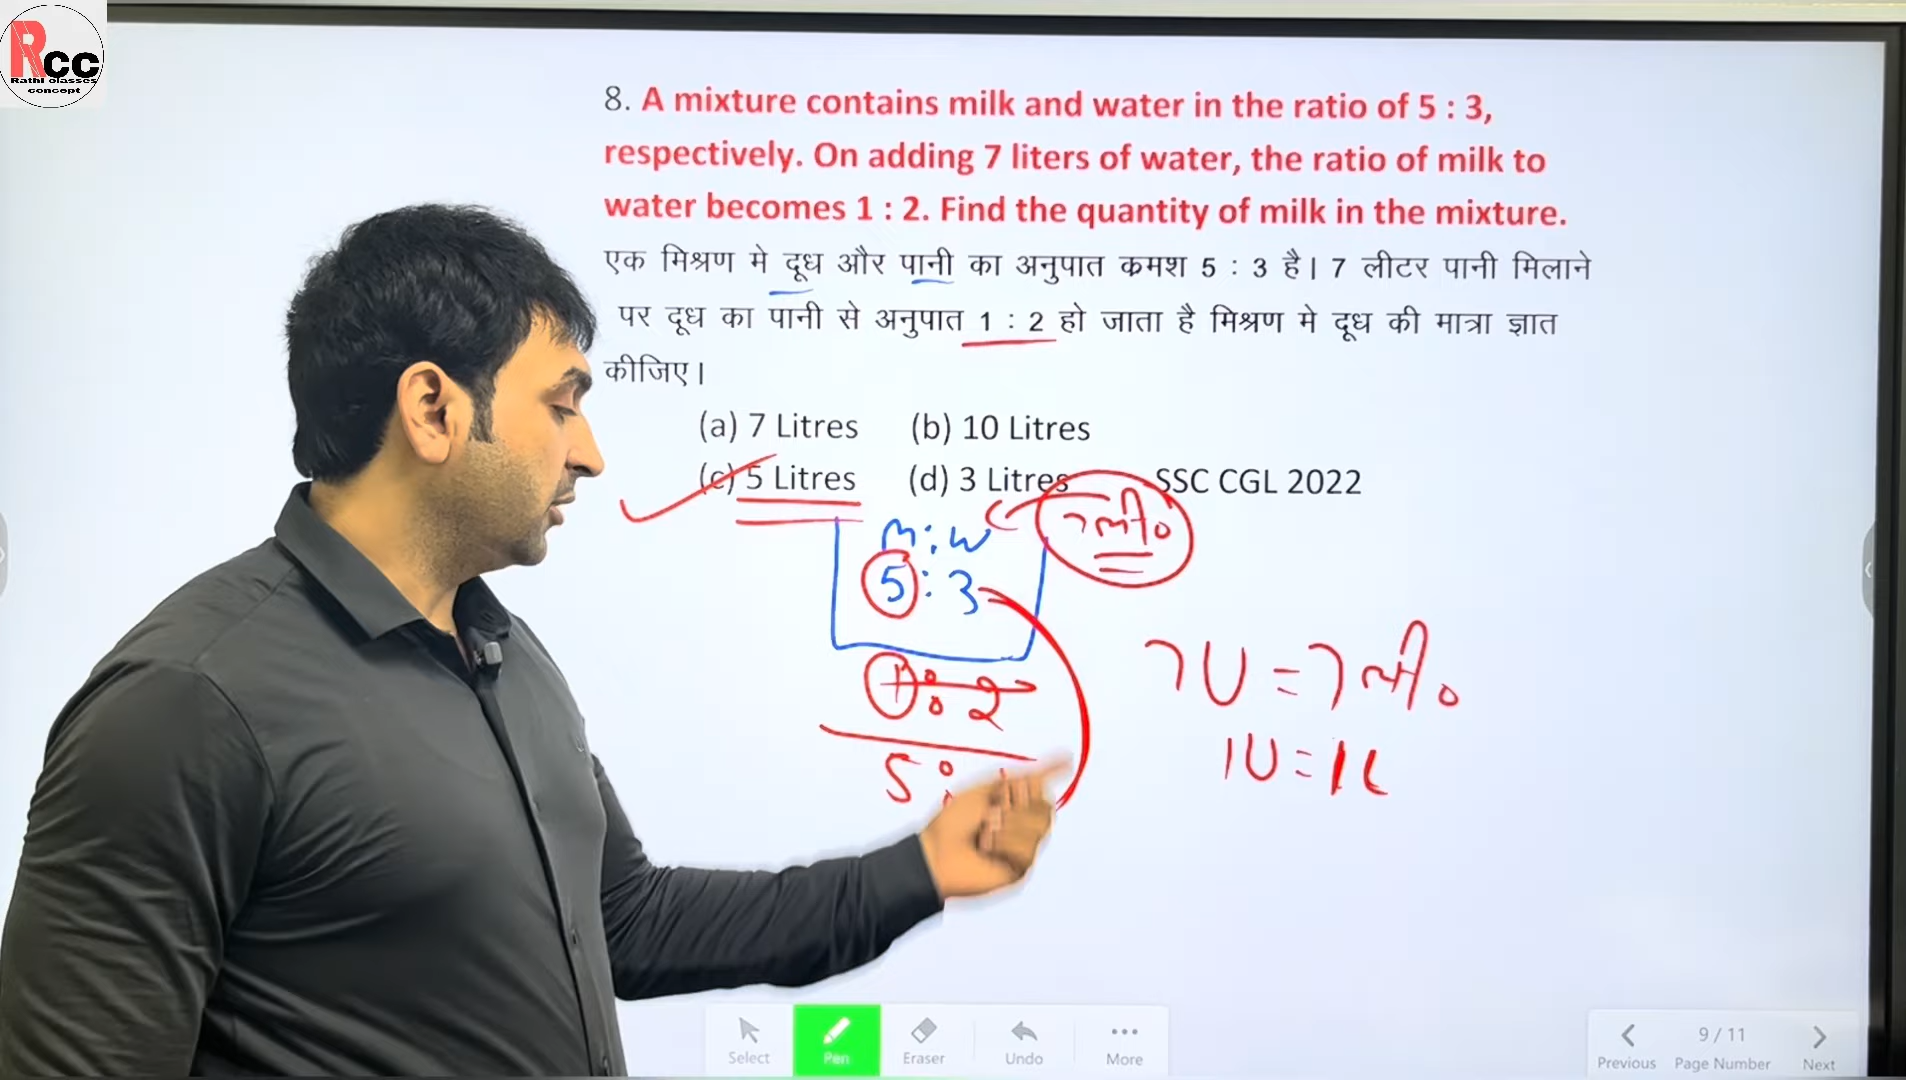 Rcc
Rathi classes
concept
8. A mixture contains milk and water in the ratio of 5 : 3,
respectively. On adding 7 liters of water, the ratio of milk to
water becomes 1 : 2. Find the quantity of milk in the mixture.
एक मिश्रण मे दूध और पानी का अनुपात कमश 5 : 3 है। 7 लीटर पानी मिलाने
पर दूध का पानी से अनुपात 1 : 2 हो जाता है मिश्रण मे दूध की मात्रा ज्ञात
कीजिए।
(a) 7 Litres (b) 10 Litres
(c) 5 Litres (d) 3 Litres SSC CGL 2022
M : W 7ली०
5 : 3
1 : 2
5 :
7U = 7ली०
1U = 1L
Select Pen Eraser Undo More
9 / 11
Previous Page Number Next